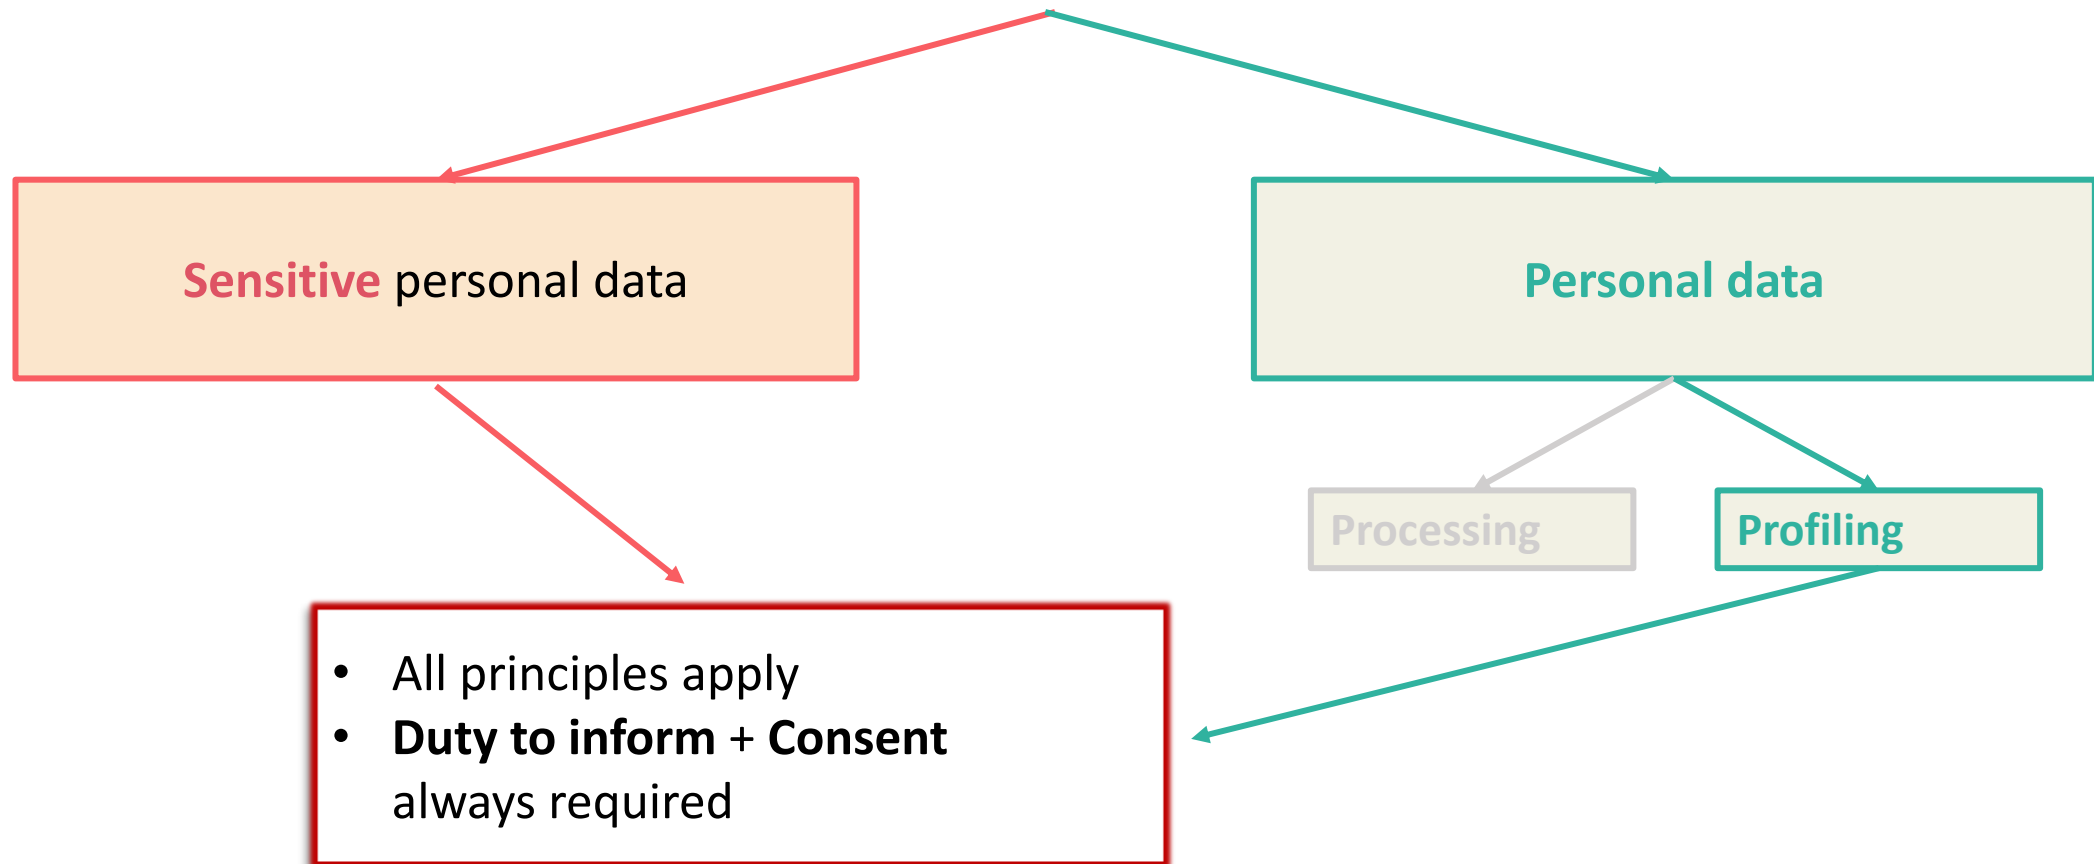 Sensitive personal data
Personal data
Processing
Profiling
• All principles apply
• Duty to inform + Consent
always required